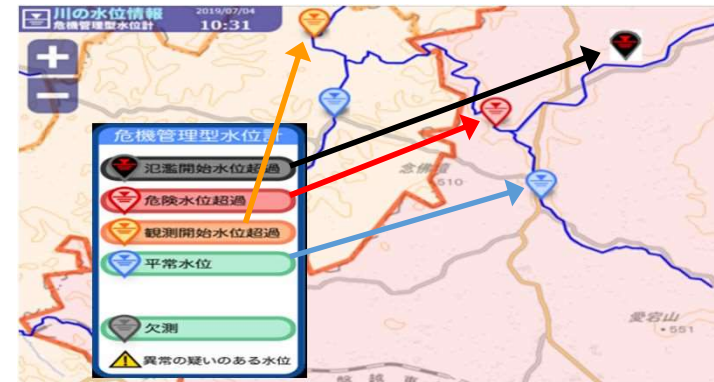 川の水位情報
危機管理型水位計
2019/07/04
10:31
危機管理型水位計
氾濫開始水位超過
危険水位超過
観測開始水位超過
平常水位
欠測
異常の疑いのある水位
510
愛宕山
551